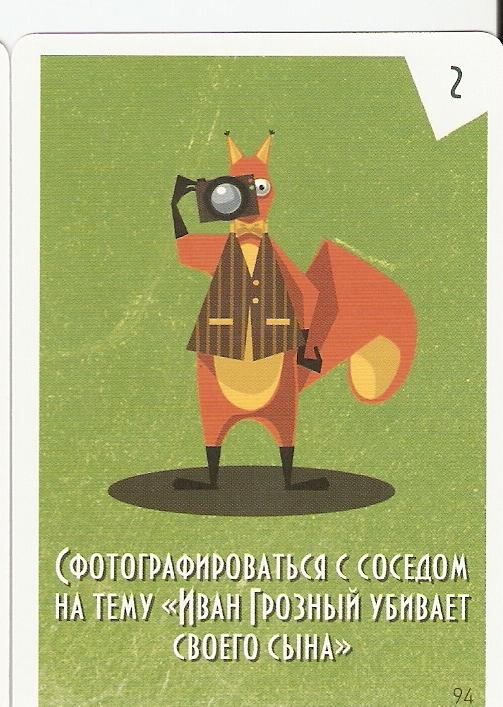 2
Сфотографироваться с соседом
на тему «Иван Грозный убивает
своего сына»
94